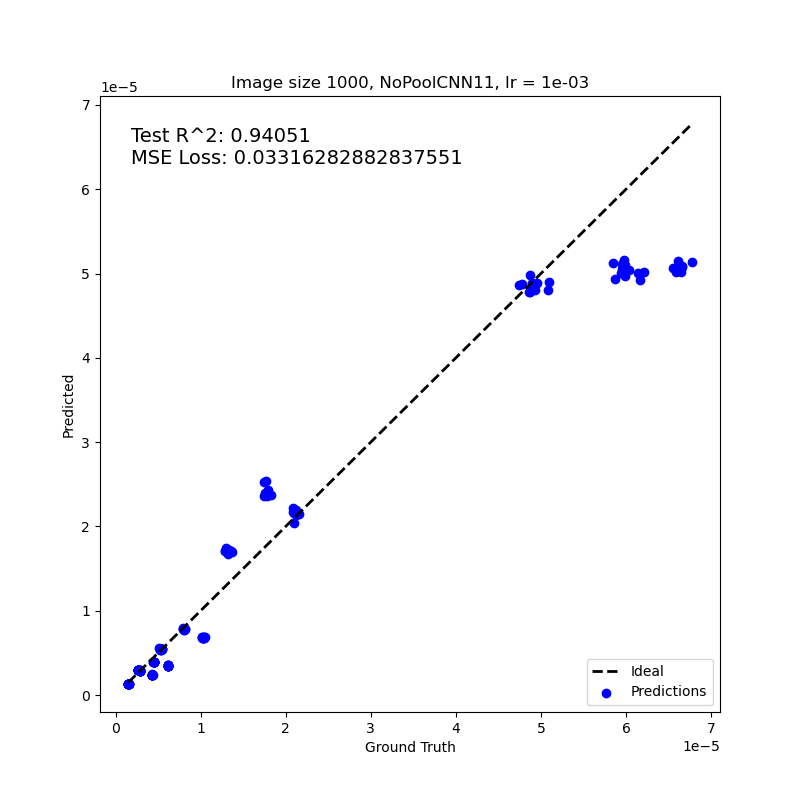 Image size 1000, NoPoolCNN11, lr = 1e-03
1e−5
Test R^2: 0.94051
MSE Loss: 0.03316282882837551
7
6
5
4
3
2
1
0
Predicted
Ideal
Predictions
0 1 2 3 4 5 6 7
Ground Truth
1e−5